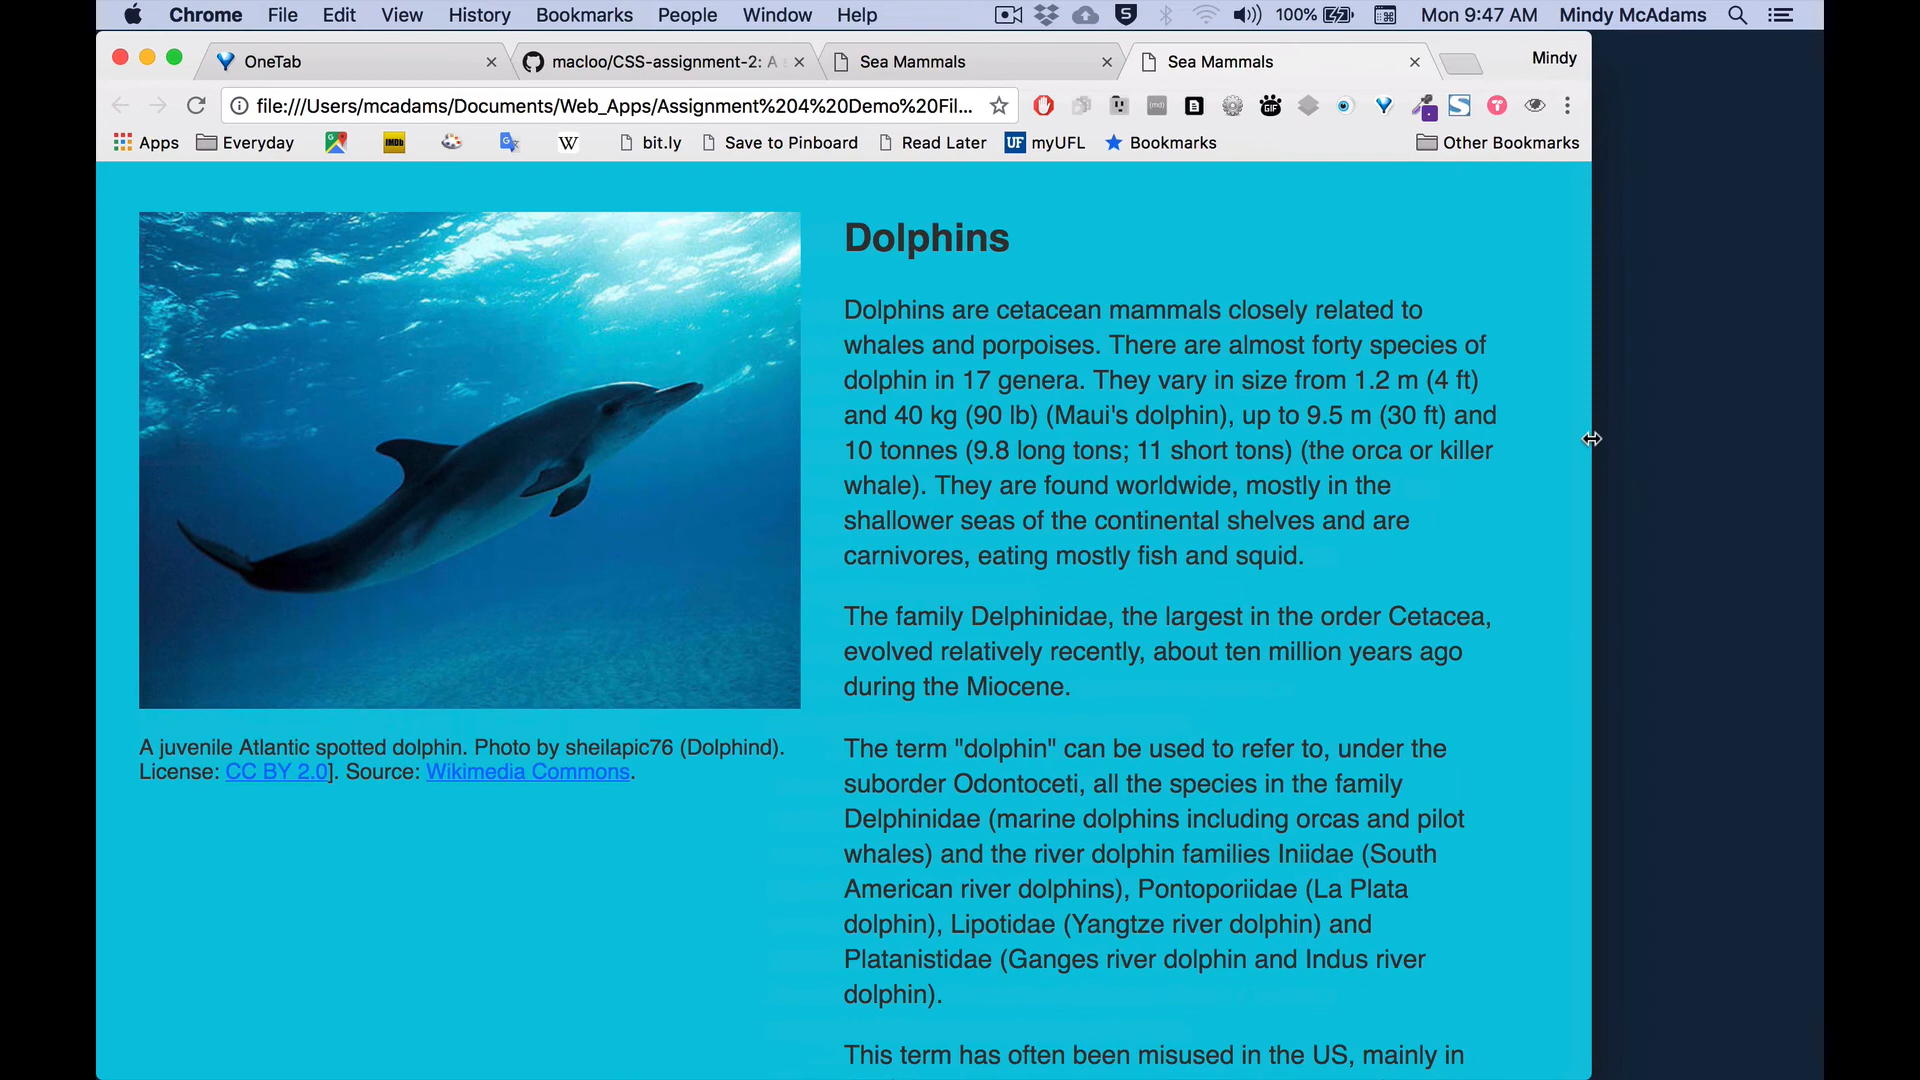 Chrome File Edit View History Bookmarks People Window Help 100% Mon 9:47 AM Mindy McAdams
OneTab
macloo/CSS-assignment-2: A
Sea Mammals
Sea Mammals
Mindy
file:///Users/mcadams/Documents/Web_Apps/Assignment%204%20Demo%20Fil...
Apps Everyday IMDb W bit.ly Save to Pinboard Read Later UF myUFL Bookmarks Other Bookmarks
Dolphins
Dolphins are cetacean mammals closely related to
whales and porpoises. There are almost forty species of
dolphin in 17 genera. They vary in size from 1.2 m (4 ft)
and 40 kg (90 lb) (Maui's dolphin), up to 9.5 m (30 ft) and
10 tonnes (9.8 long tons; 11 short tons) (the orca or killer
whale). They are found worldwide, mostly in the
shallower seas of the continental shelves and are
carnivores, eating mostly fish and squid.
The family Delphinidae, the largest in the order Cetacea,
evolved relatively recently, about ten million years ago
during the Miocene.
The term "dolphin" can be used to refer to, under the
suborder Odontoceti, all the species in the family
Delphinidae (marine dolphins including orcas and pilot
whales) and the river dolphin families Iniidae (South
American river dolphins), Pontoporiidae (La Plata
dolphin), Lipotidae (Yangtze river dolphin) and
Platanistidae (Ganges river dolphin and Indus river
dolphin).
This term has often been misused in the US, mainly in
A juvenile Atlantic spotted dolphin. Photo by sheilapic76 (Dolphind).
License: CC BY 2.0]. Source: Wikimedia Commons.